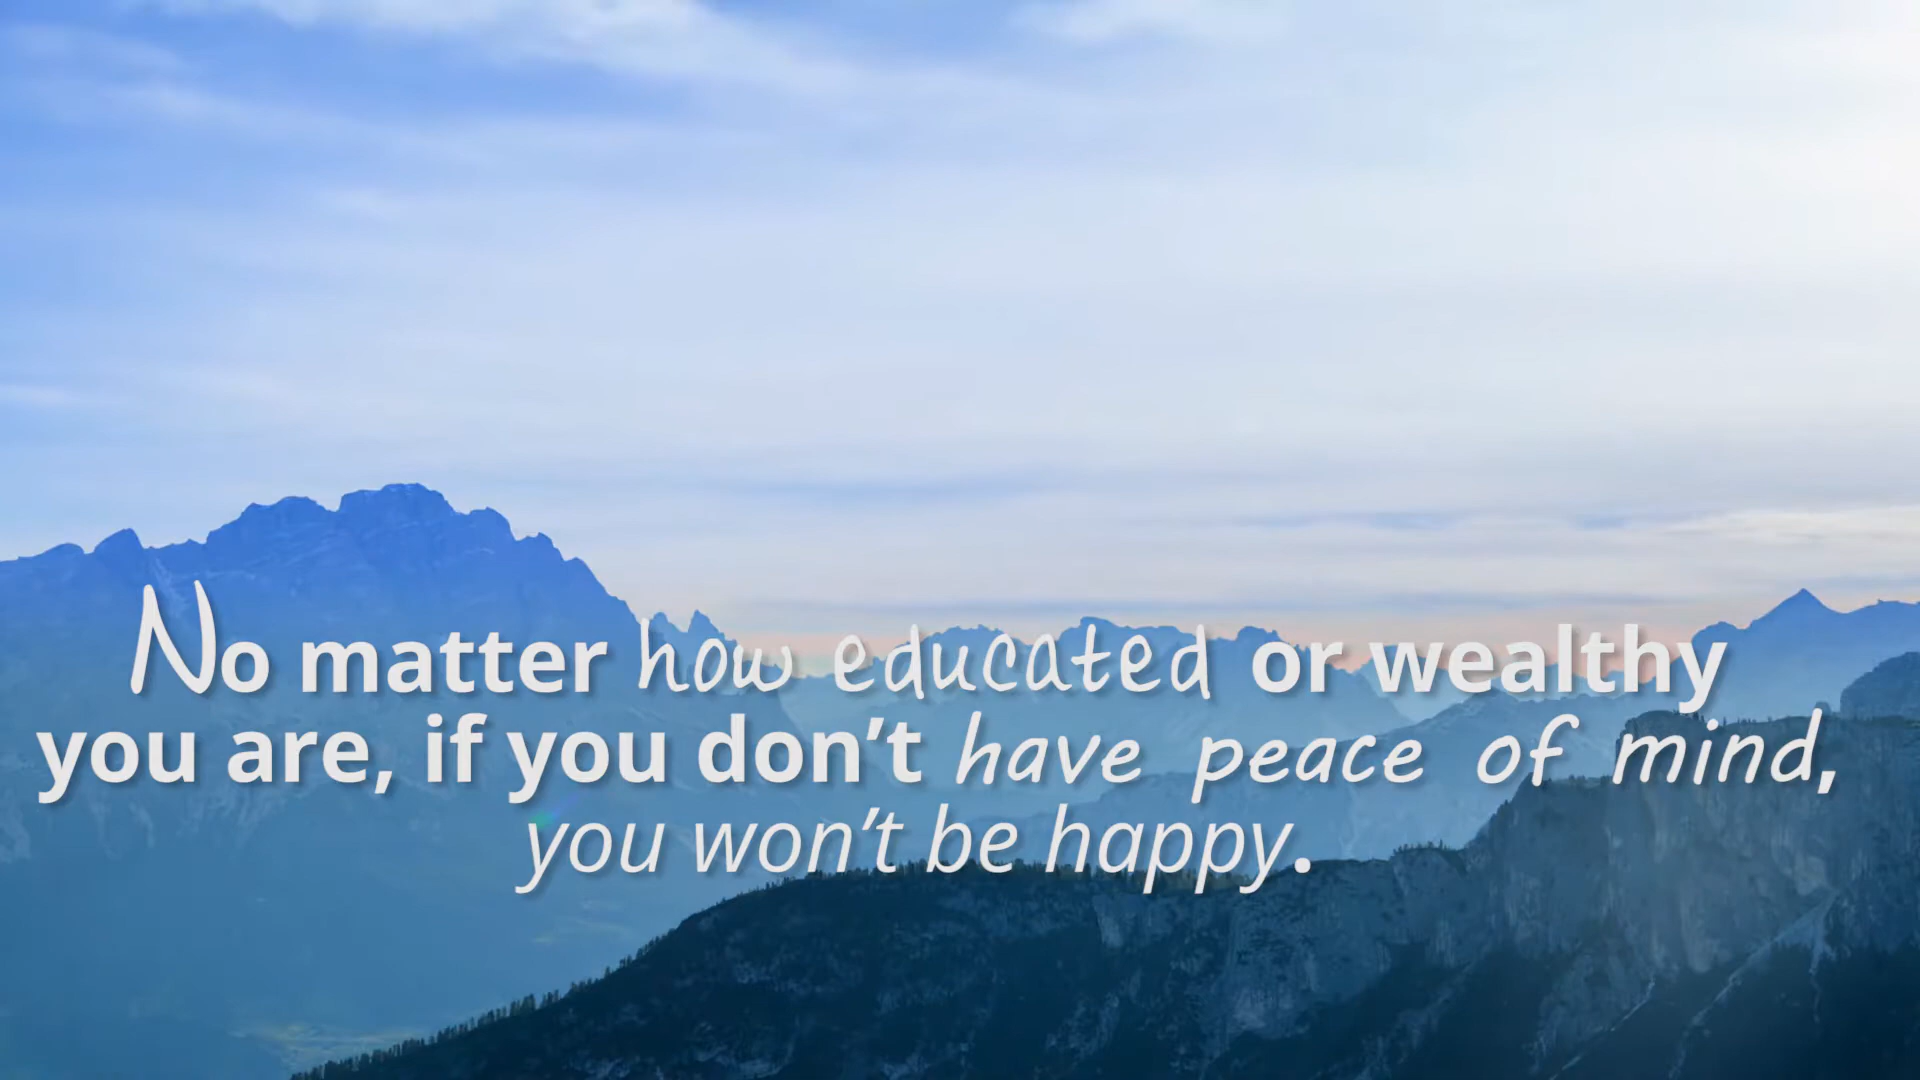 No matter how educated or wealthy
you are, if you don’t have peace of mind,
you won’t be happy.